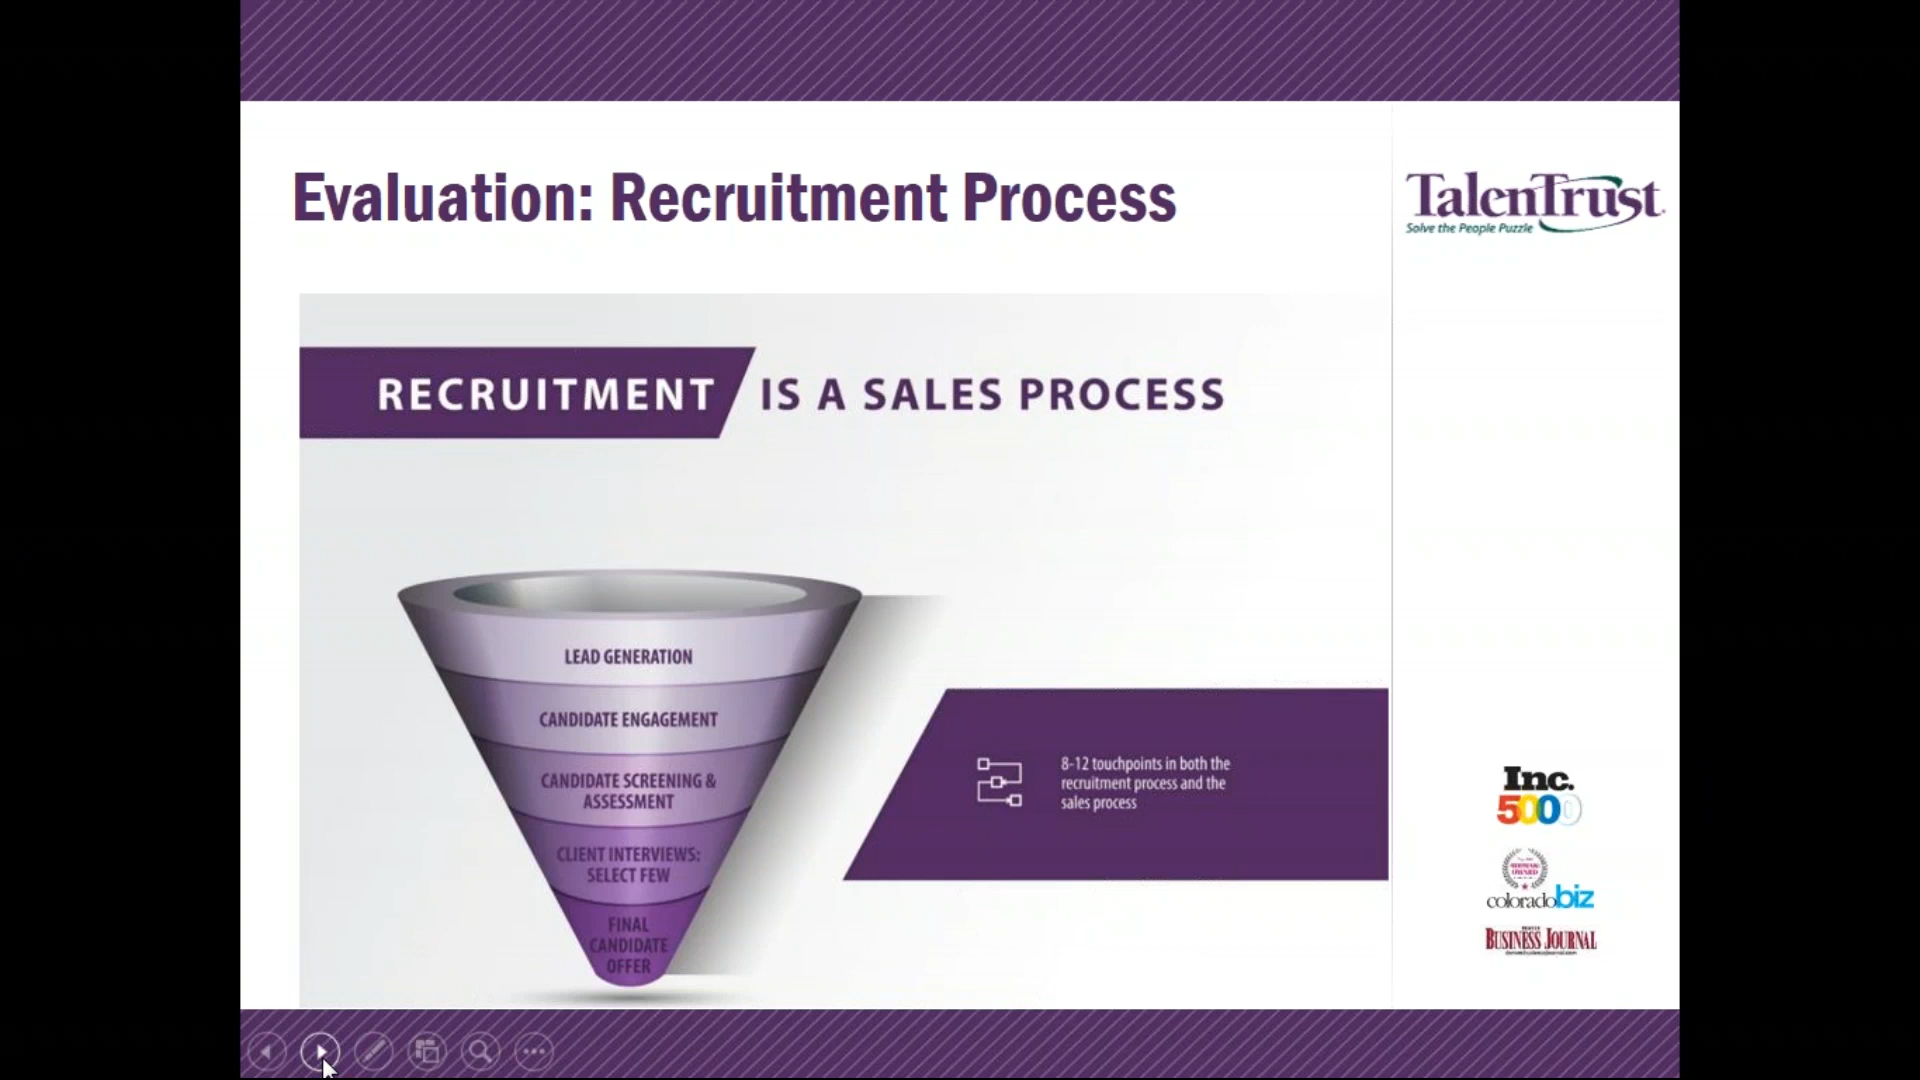 Evaluation: Recruitment Process
TalenTrust
Solve the People Puzzle
RECRUITMENT IS A SALES PROCESS
LEAD GENERATION
CANDIDATE ENGAGEMENT
CANDIDATE SCREENING &
ASSESSMENT
CLIENT INTERVIEWS:
SELECT FEW
FINAL
CANDIDATE
OFFER
8-12 touchpoints in both the
recruitment process and the
sales process
Inc.
5000
coloradobiz
BUSINESS JOURNAL